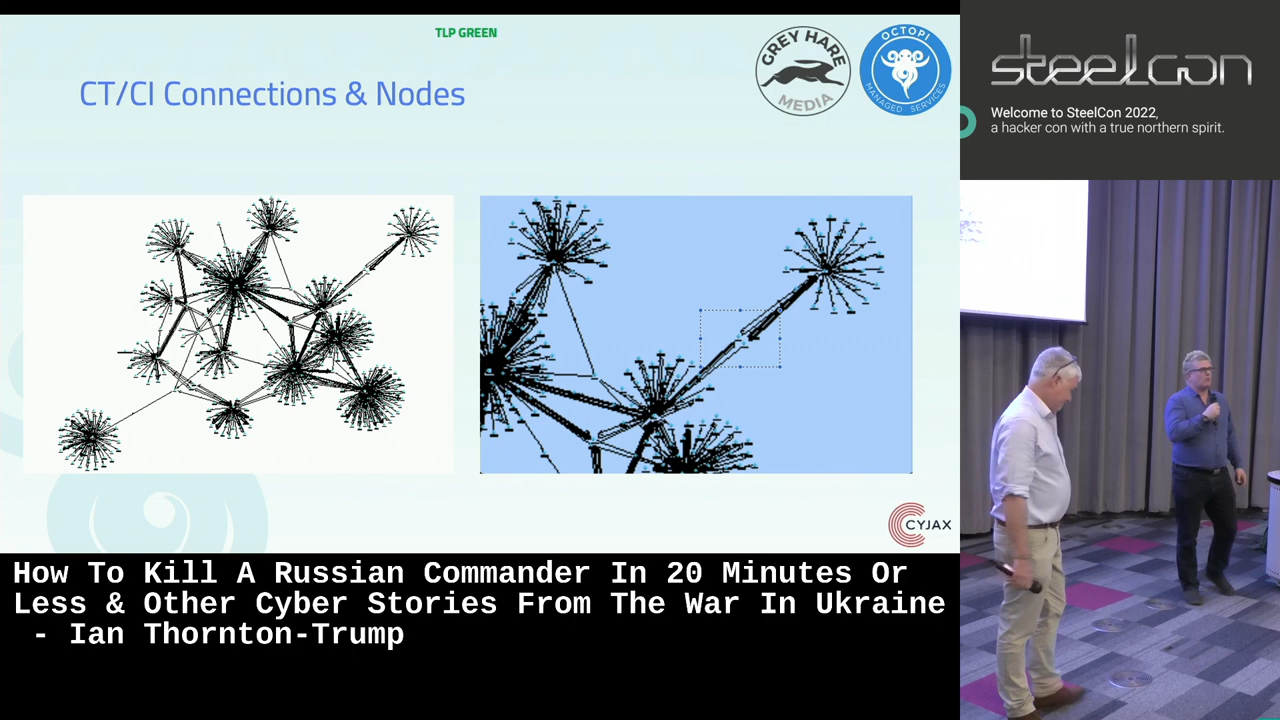 TLP GREEN
CT/CI Connections & Nodes
GREY HARE
MEDIA
OCTOPI
MANAGED SERVICES
CYJAX
steelcon
Welcome to SteelCon 2022,
a hacker con with a true northern spirit.
How To Kill A Russian Commander In 20 Minutes Or
Less & Other Cyber Stories From The War In Ukraine
- Ian Thornton-Trump